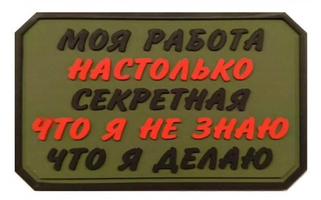 МОЯ РАБОТА
НАСТОЛЬКО
СЕКРЕТНАЯ
ЧТО Я НЕ ЗНАЮ
ЧТО Я ДЕЛАЮ